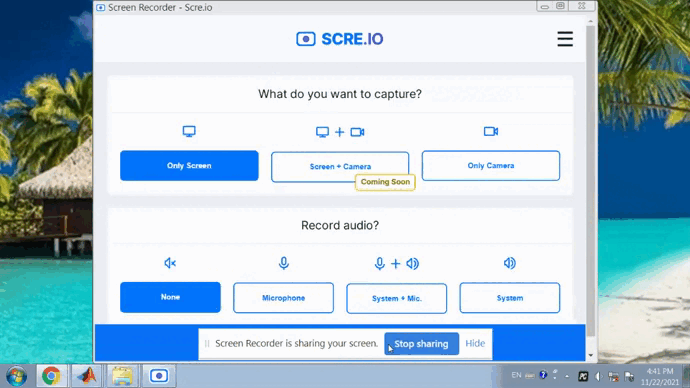 Screen Recorder - Scre.io
SCRE.IO
What do you want to capture?
Only Screen
Screen + Camera
Only Camera
Coming Soon
Record audio?
None
Microphone
System + Mic.
System
Screen Recorder is sharing your screen.
Stop sharing
Hide
EN
4:41 PM
11/22/2021